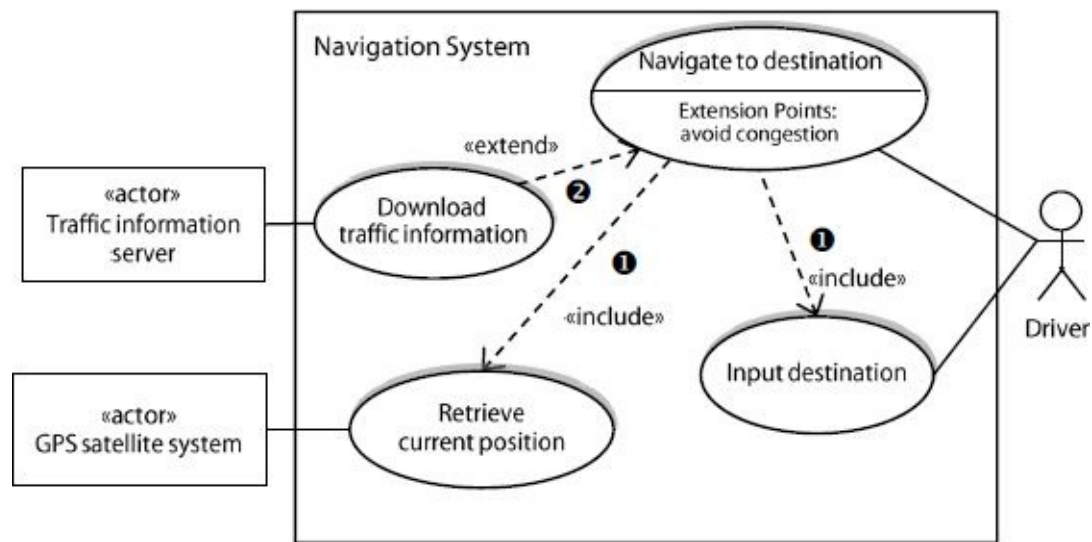 Navigation System
Navigate to destination
Extension Points:
avoid congestion
«extend»
❷
«actor»
Traffic information
server
Download
traffic information
❶
❶
«include»
«include»
Driver
Input destination
«actor»
GPS satellite system
Retrieve
current position